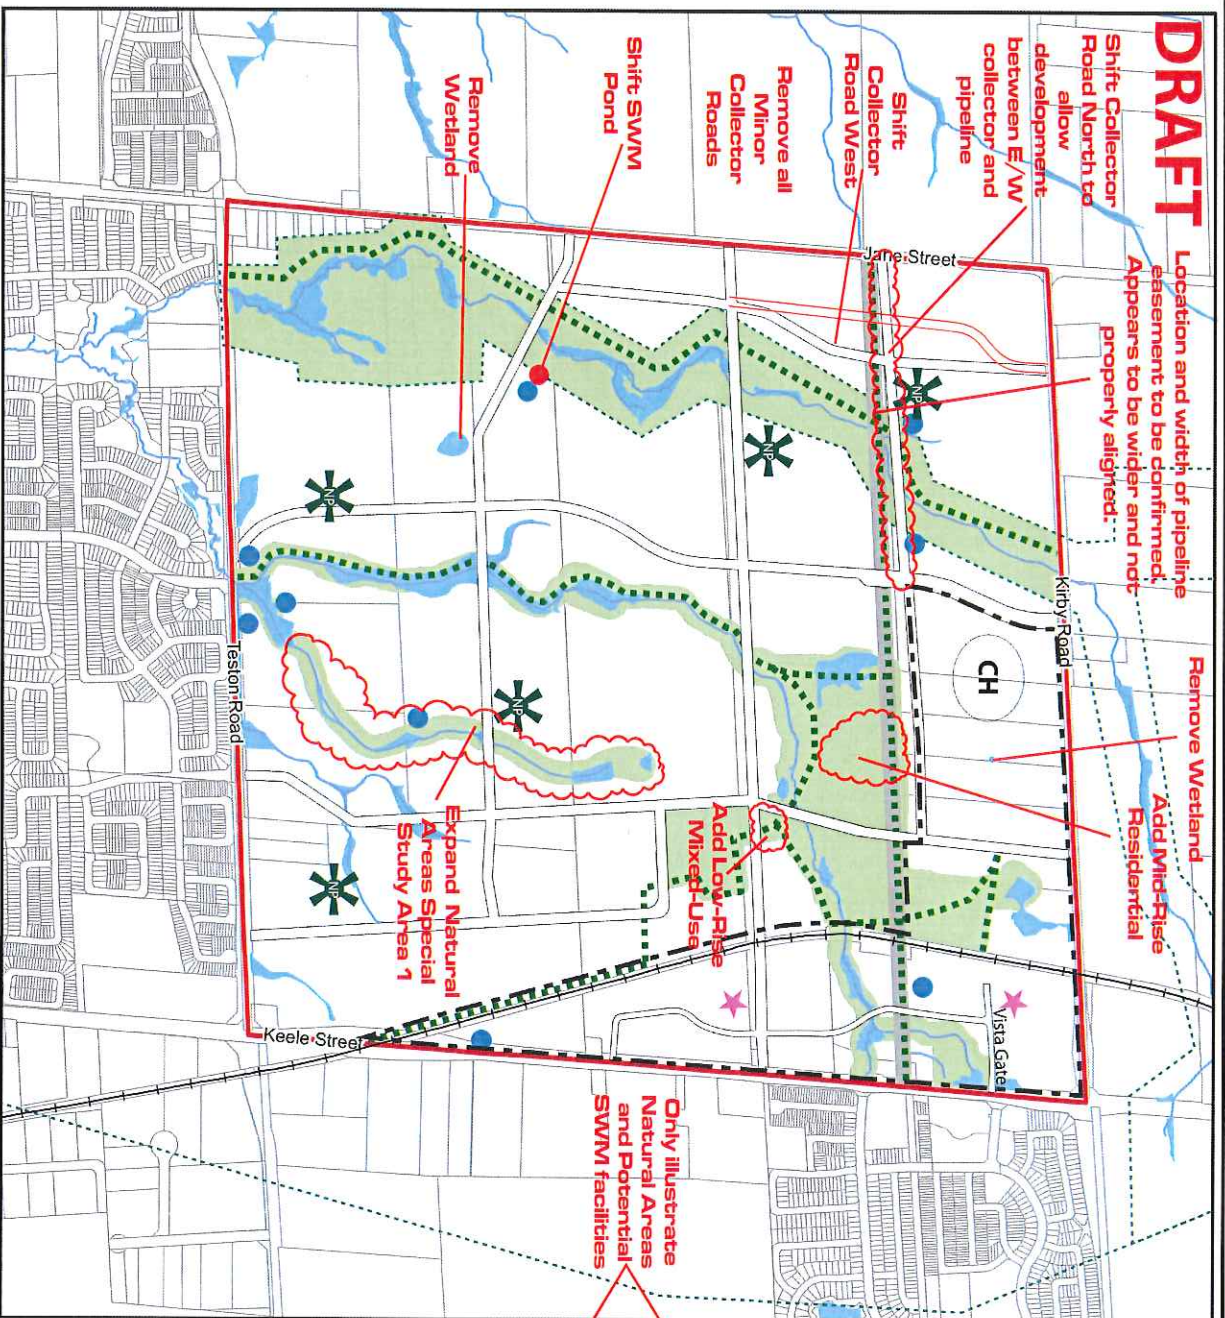 DRAFT
Shift Collector
Road North to
allow
development
between E/W
collector and
pipeline
Shift
Collector
Road West
Remove all
Minor
Collector
Roads
Shift SWM
Pond
Remove
Wetland
Location and width of pipeline
easement to be confirmed.
Appears to be wider and not
properly aligned.
Remove Wetland
Add Mid-Rise
Residential
Add Low-Rise
Mixed-Use
Expand Natural
Areas Special
Study Area 1
Only illustrate
Natural Areas
and Potential
SWM facilities
Jane Street
Kirby Road
Teston Road
Keele Street
Vista Gate
CH
NP
NP
NP
NP
NP